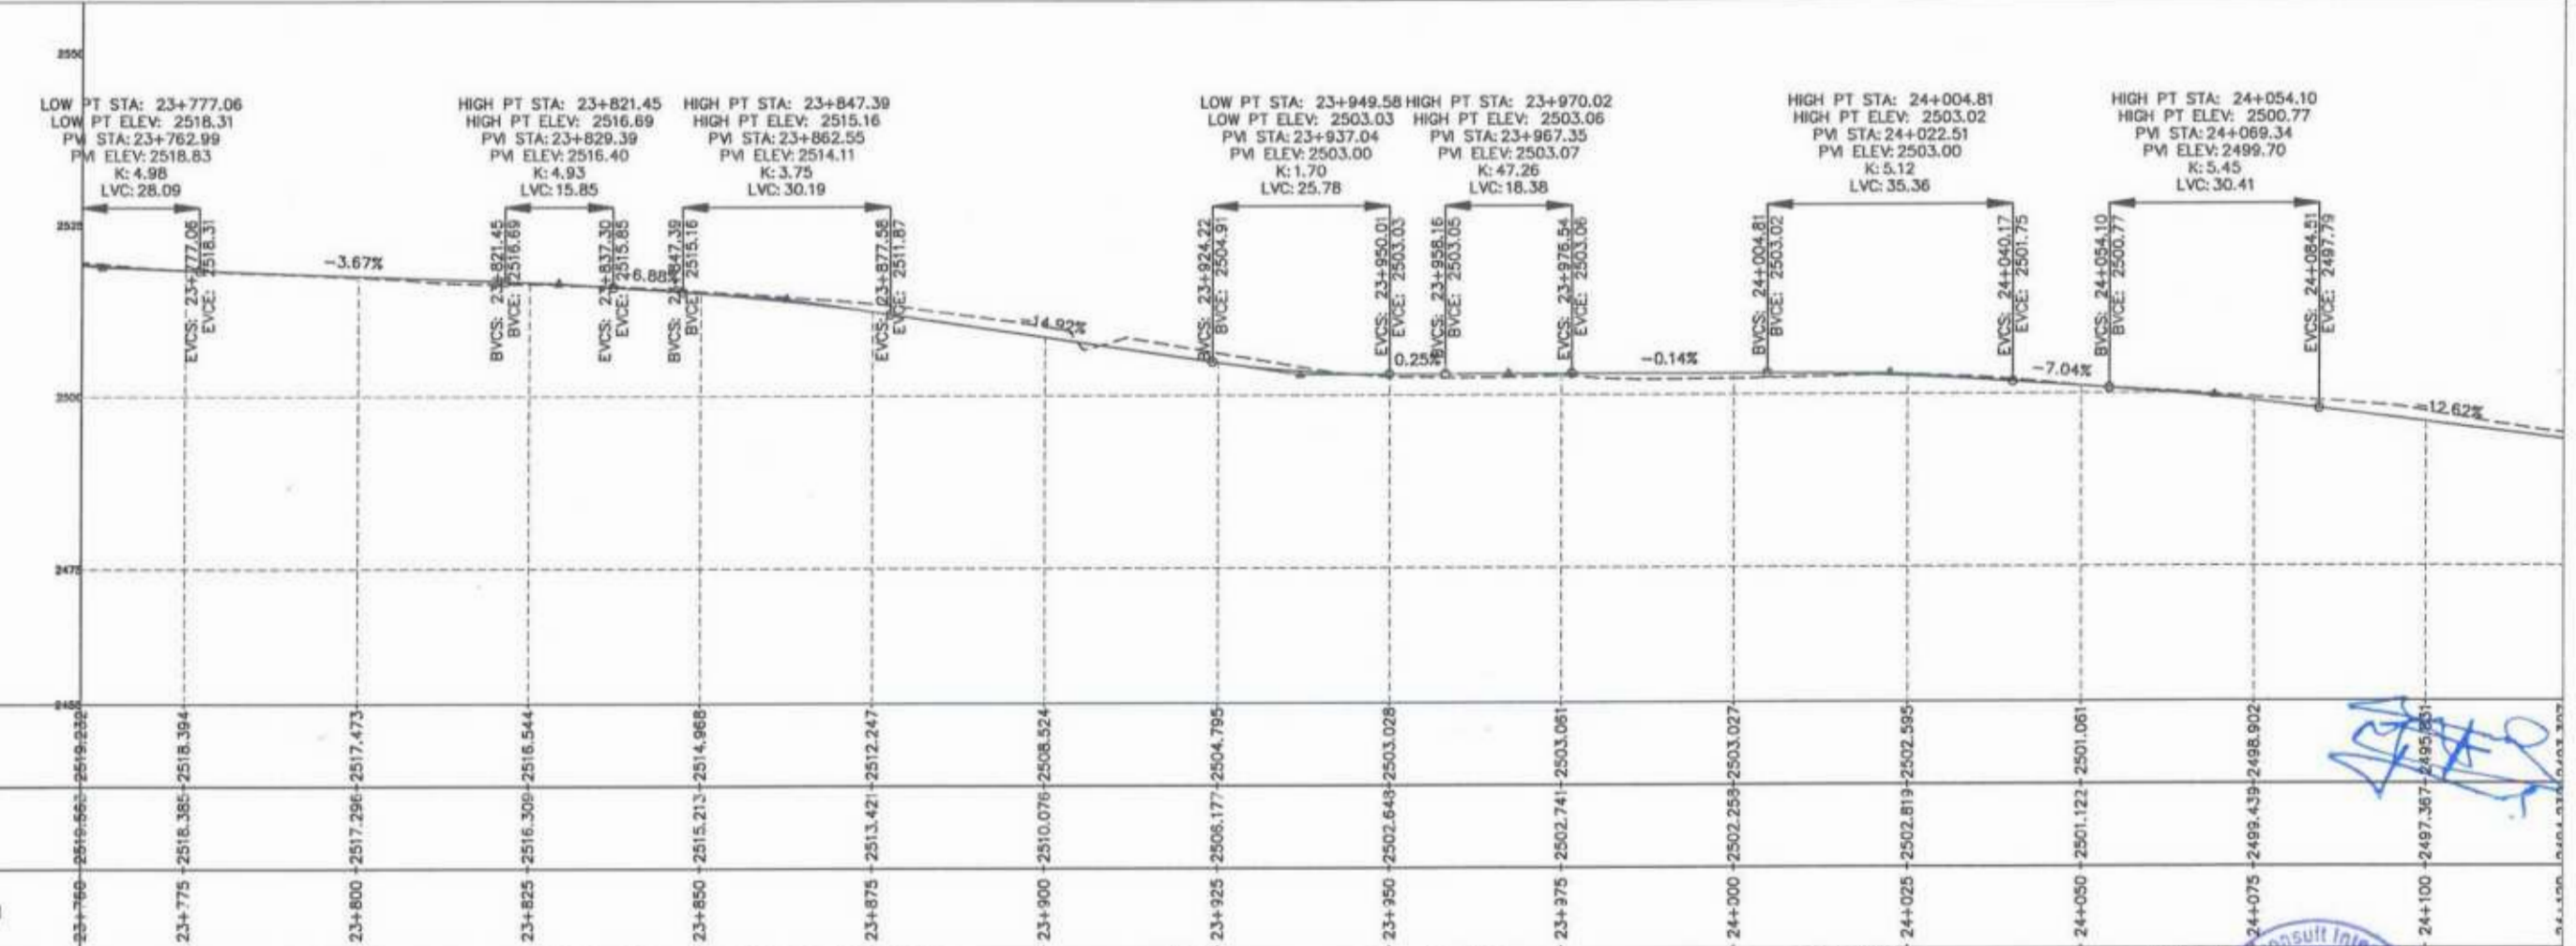 2550
2525
2500
2475
2450
LOW PT STA: 23+777.06
LOW PT ELEV: 2518.31
PVI STA: 23+762.99
PVI ELEV: 2518.83
K: 4.98
LVC: 28.09
HIGH PT STA: 23+821.45
HIGH PT ELEV: 2516.69
PVI STA: 23+829.39
PVI ELEV: 2516.40
K: 4.93
LVC: 15.85
HIGH PT STA: 23+847.39
HIGH PT ELEV: 2515.16
PVI STA: 23+862.55
PVI ELEV: 2514.11
K: 3.75
LVC: 30.19
LOW PT STA: 23+949.58
LOW PT ELEV: 2503.03
PVI STA: 23+937.04
PVI ELEV: 2503.00
K: 1.70
LVC: 25.78
HIGH PT STA: 23+970.02
HIGH PT ELEV: 2503.06
PVI STA: 23+967.35
PVI ELEV: 2503.07
K: 47.26
LVC: 18.38
HIGH PT STA: 24+004.81
HIGH PT ELEV: 2503.02
PVI STA: 24+022.51
PVI ELEV: 2503.00
K: 5.12
LVC: 35.36
HIGH PT STA: 24+054.10
HIGH PT ELEV: 2500.77
PVI STA: 24+069.34
PVI ELEV: 2499.70
K: 5.45
LVC: 30.41
EVCS: 23+777.06
EVCE: 2518.31
-3.67%
BVCS: 23+821.45
BVCE: 2516.69
EVCS: 23+837.30
EVCE: 2515.85
6.88%
BVCS: 23+847.39
BVCE: 2515.16
EVCS: 23+877.58
EVCE: 2511.87
-14.92%
BVCS: 23+924.22
BVCE: 2504.91
EVCS: 23+950.01
EVCE: 2503.03
0.25%
BVCS: 23+958.16
BVCE: 2503.05
EVCS: 23+976.54
EVCE: 2503.06
-0.14%
BVCS: 24+004.81
BVCE: 2503.02
EVCS: 24+040.17
EVCE: 2501.75
-7.04%
BVCS: 24+054.10
BVCE: 2500.77
EVCS: 24+084.51
EVCE: 2497.79
-12.62%
2519.232
2518.394
2517.473
2516.544
2514.968
2512.247
2508.524
2504.795
2503.028
2503.061
2503.027
2502.595
2501.061
2498.902
2495.831
2519.553
2518.385
2517.296
2516.309
2515.213
2513.421
2510.076
2506.177
2502.648
2502.741
2502.258
2502.819
2501.122
2499.439
2497.367
23+760
23+775
23+800
23+825
23+850
23+875
23+900
23+925
23+950
23+975
24+000
24+025
24+050
24+075
24+100